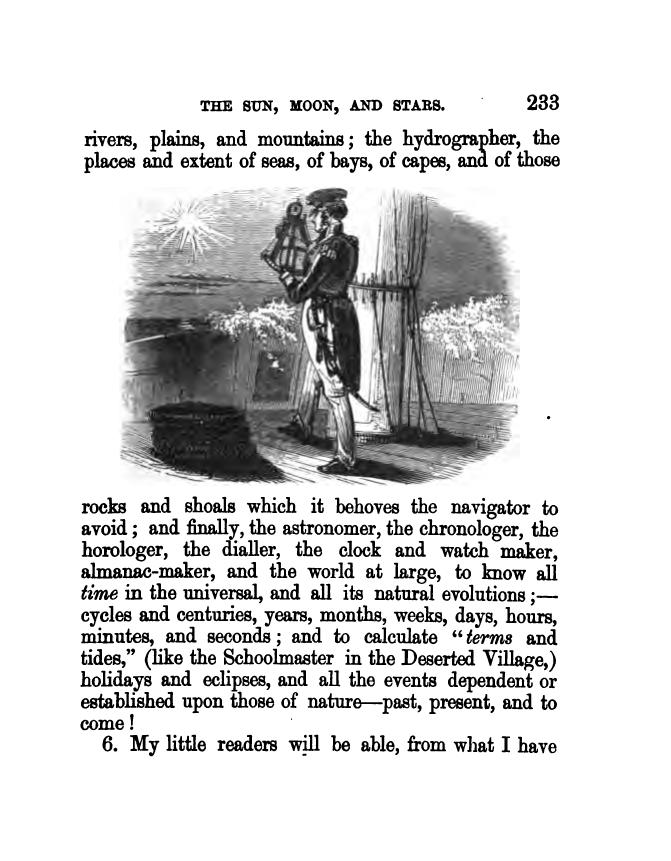 THE SUN, MOON, AND STARS. 233
rivers, plains, and mountains; the hydrographer, the
places and extent of seas, of bays, of capes, and of those
rocks and shoals which it behoves the navigator to
avoid; and finally, the astronomer, the chronologer, the
horologer, the dialler, the clock and watch maker,
almanac-maker, and the world at large, to know all
time in the universal, and all its natural evolutions;—
cycles and centuries, years, months, weeks, days, hours,
minutes, and seconds; and to calculate “terms and
tides,” (like the Schoolmaster in the Deserted Village,)
holidays and eclipses, and all the events dependent or
established upon those of nature—past, present, and to
come!
6. My little readers will be able, from what I have